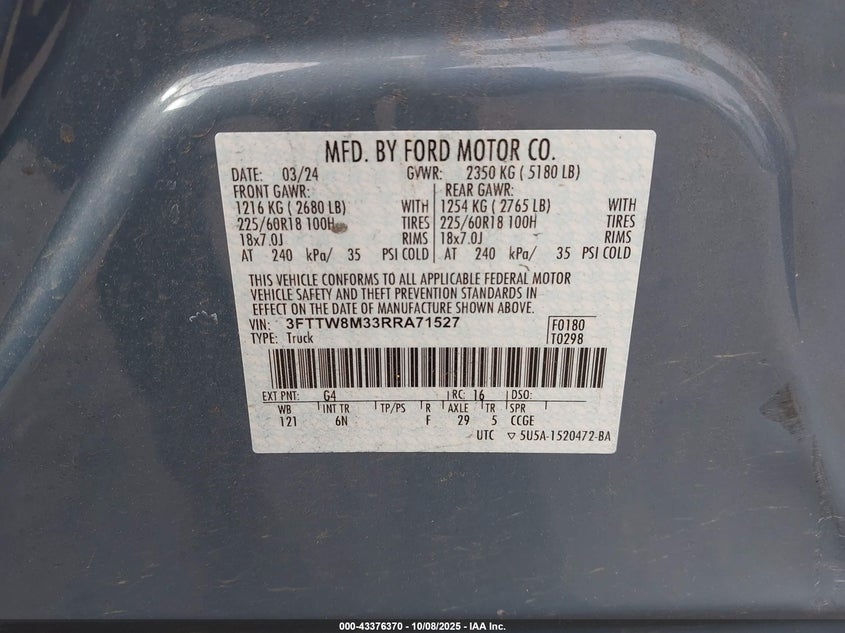 MFD. BY FORD MOTOR CO.
DATE: 03/24 GVWR: 2350 KG ( 5180 LB)
FRONT GAWR: REAR GAWR:
1216 KG ( 2680 LB) WITH 1254 KG ( 2765 LB) WITH
225/60R18 100H TIRES 225/60R18 100H TIRES
18x7.0J RIMS 18x7.0J RIMS
AT 240 kPa/ 35 PSI COLD AT 240 kPa/ 35 PSI COLD
THIS VEHICLE CONFORMS TO ALL APPLICABLE FEDERAL MOTOR
VEHICLE SAFETY AND THEFT PREVENTION STANDARDS IN
EFFECT ON THE DATE OF MANUFACTURE SHOWN ABOVE.
VIN: 3FTTW8M33RRA71527 F0180
TYPE: Truck T0298
EXT PNT: G4 RC: 16 DSO:
WB INT TR TP/PS R AXLE TR SPR
121 6N F 29 5 CCGE
UTC ▽ 5U5A-1520472-BA
000-43376370 - 10/08/2025 - IAA Inc.